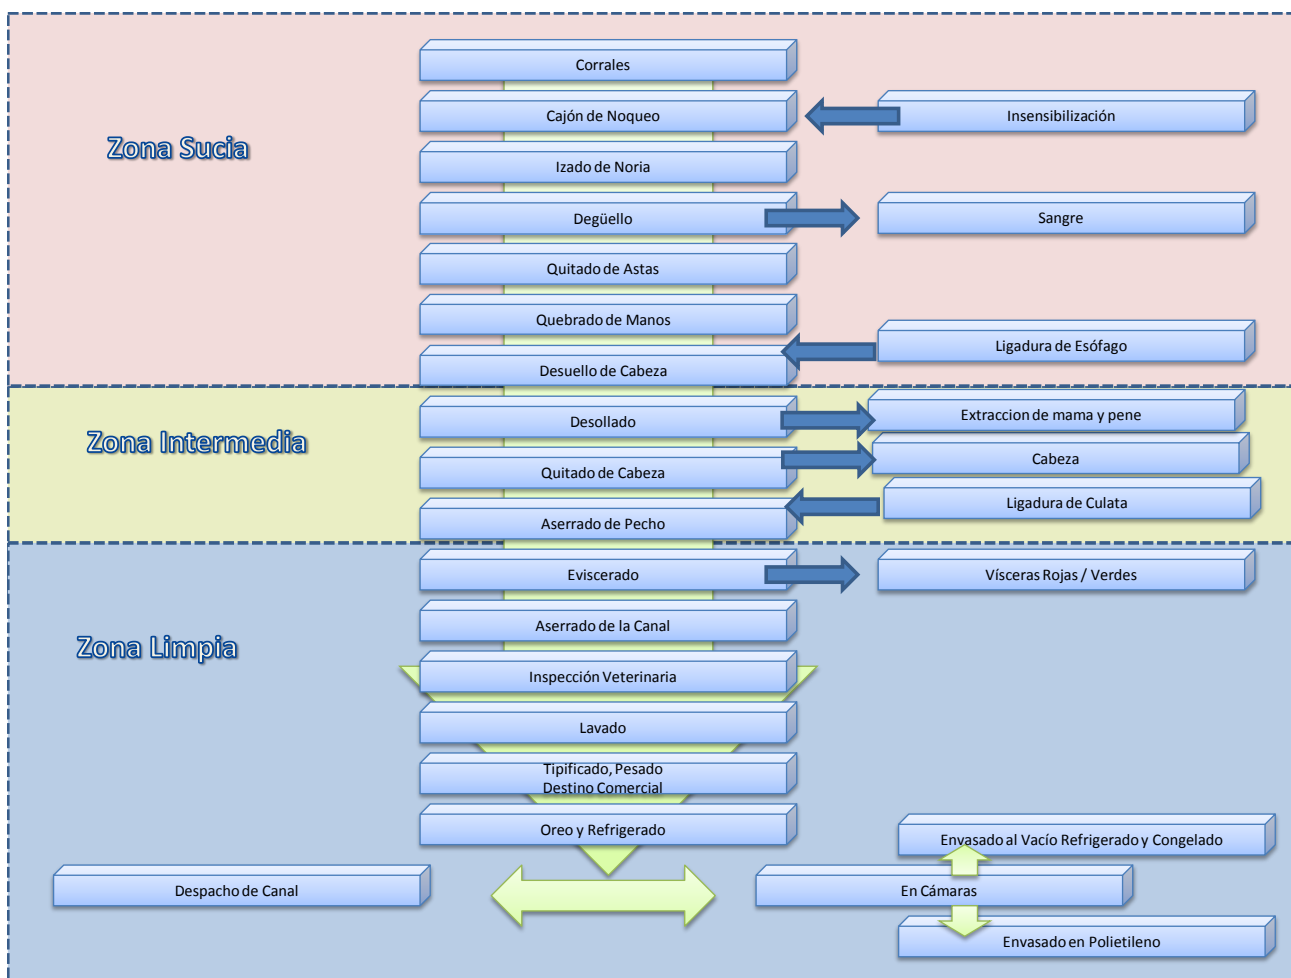 Corrales
Cajón de Noqueo
Insensibilización
Zona Sucia
Izado de Noria
Degüello
Sangre
Quitado de Astas
Quebrado de Manos
Ligadura de Esófago
Desuello de Cabeza
Desollado
Extraccion de mama y pene
Zona Intermedia
Quitado de Cabeza
Cabeza
Ligadura de Culata
Aserrado de Pecho
Eviscerado
Vísceras Rojas / Verdes
Aserrado de la Canal
Zona Limpia
Inspección Veterinaria
Lavado
Tipificado, Pesado
Destino Comercial
Oreo y Refrigerado
Envasado al Vacío Refrigerado y Congelado
Despacho de Canal
En Cámaras
Envasado en Polietileno